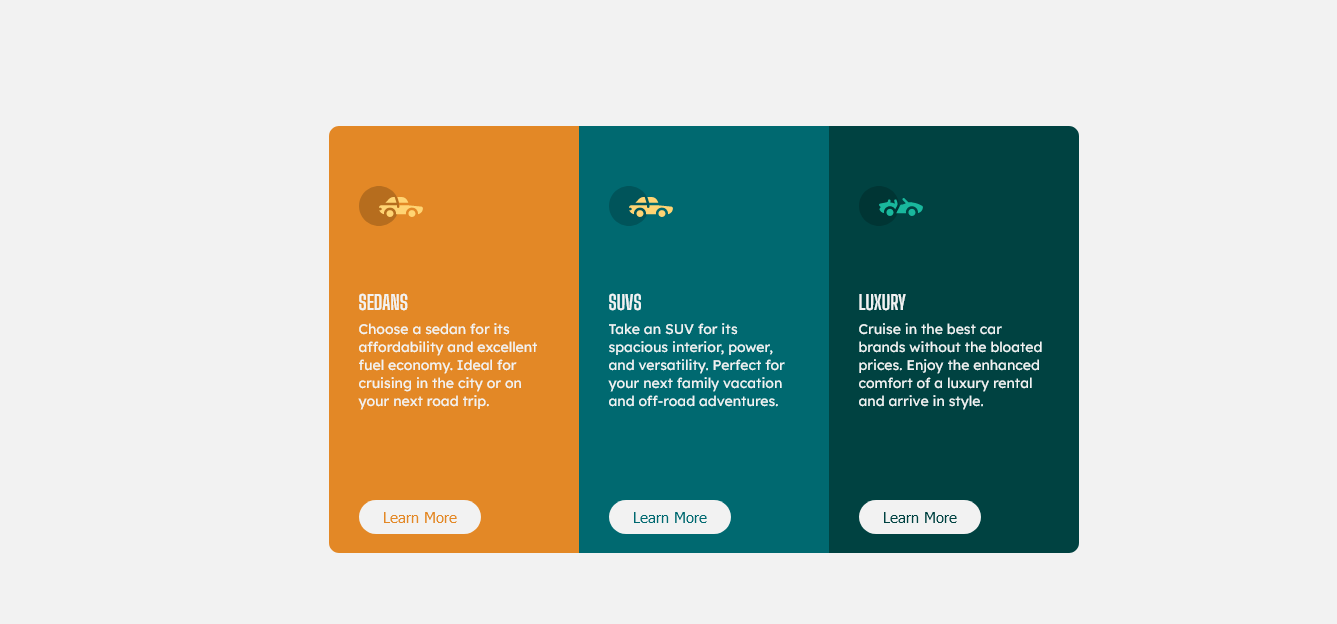 SEDANS
Choose a sedan for its
affordability and excellent
fuel economy. Ideal for
cruising in the city or on
your next road trip.
Learn More
SUVS
Take an SUV for its
spacious interior, power,
and versatility. Perfect for
your next family vacation
and off-road adventures.
Learn More
LUXURY
Cruise in the best car
brands without the bloated
prices. Enjoy the enhanced
comfort of a luxury rental
and arrive in style.
Learn More